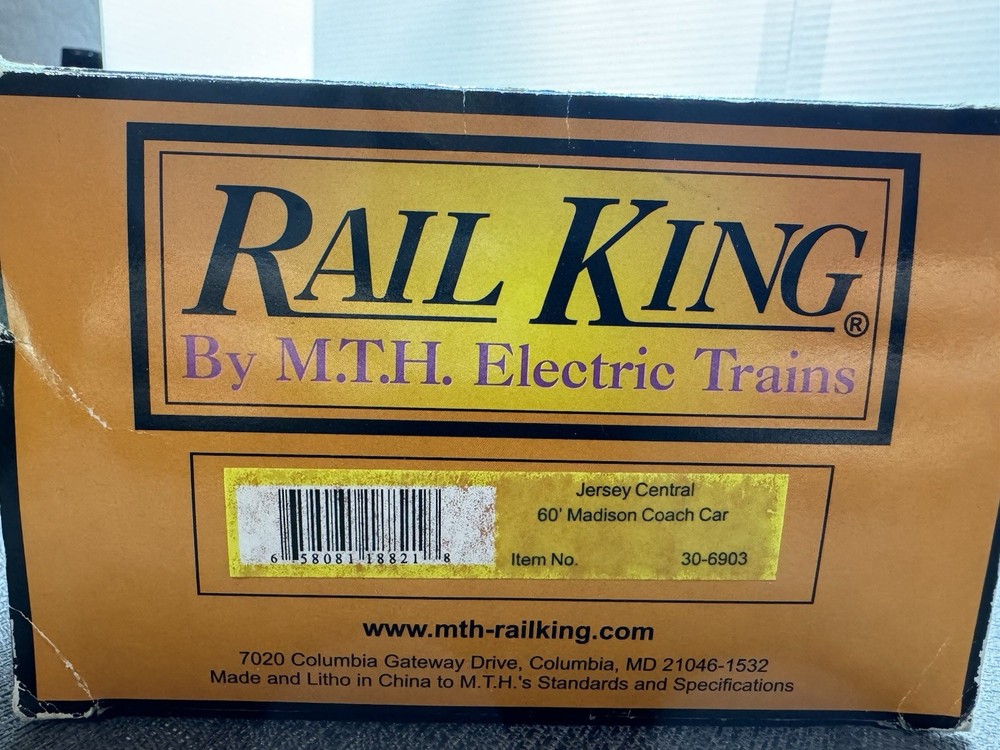 RAIL KING®
By M.T.H. Electric Trains
Jersey Central
60' Madison Coach Car
Item No. 30-6903
6 58081 18821 8
www.mth-railking.com
7020 Columbia Gateway Drive, Columbia, MD 21046-1532
Made and Litho in China to M.T.H.'s Standards and Specifications